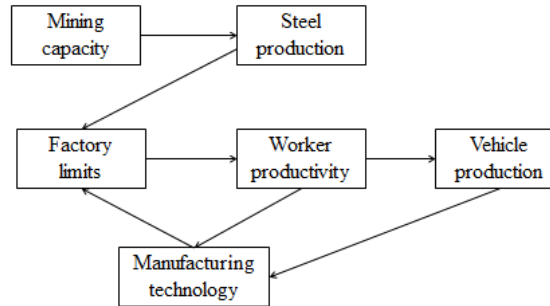 Mining
capacity
Steel
production
Factory
limits
Worker
productivity
Vehicle
production
Manufacturing
technology